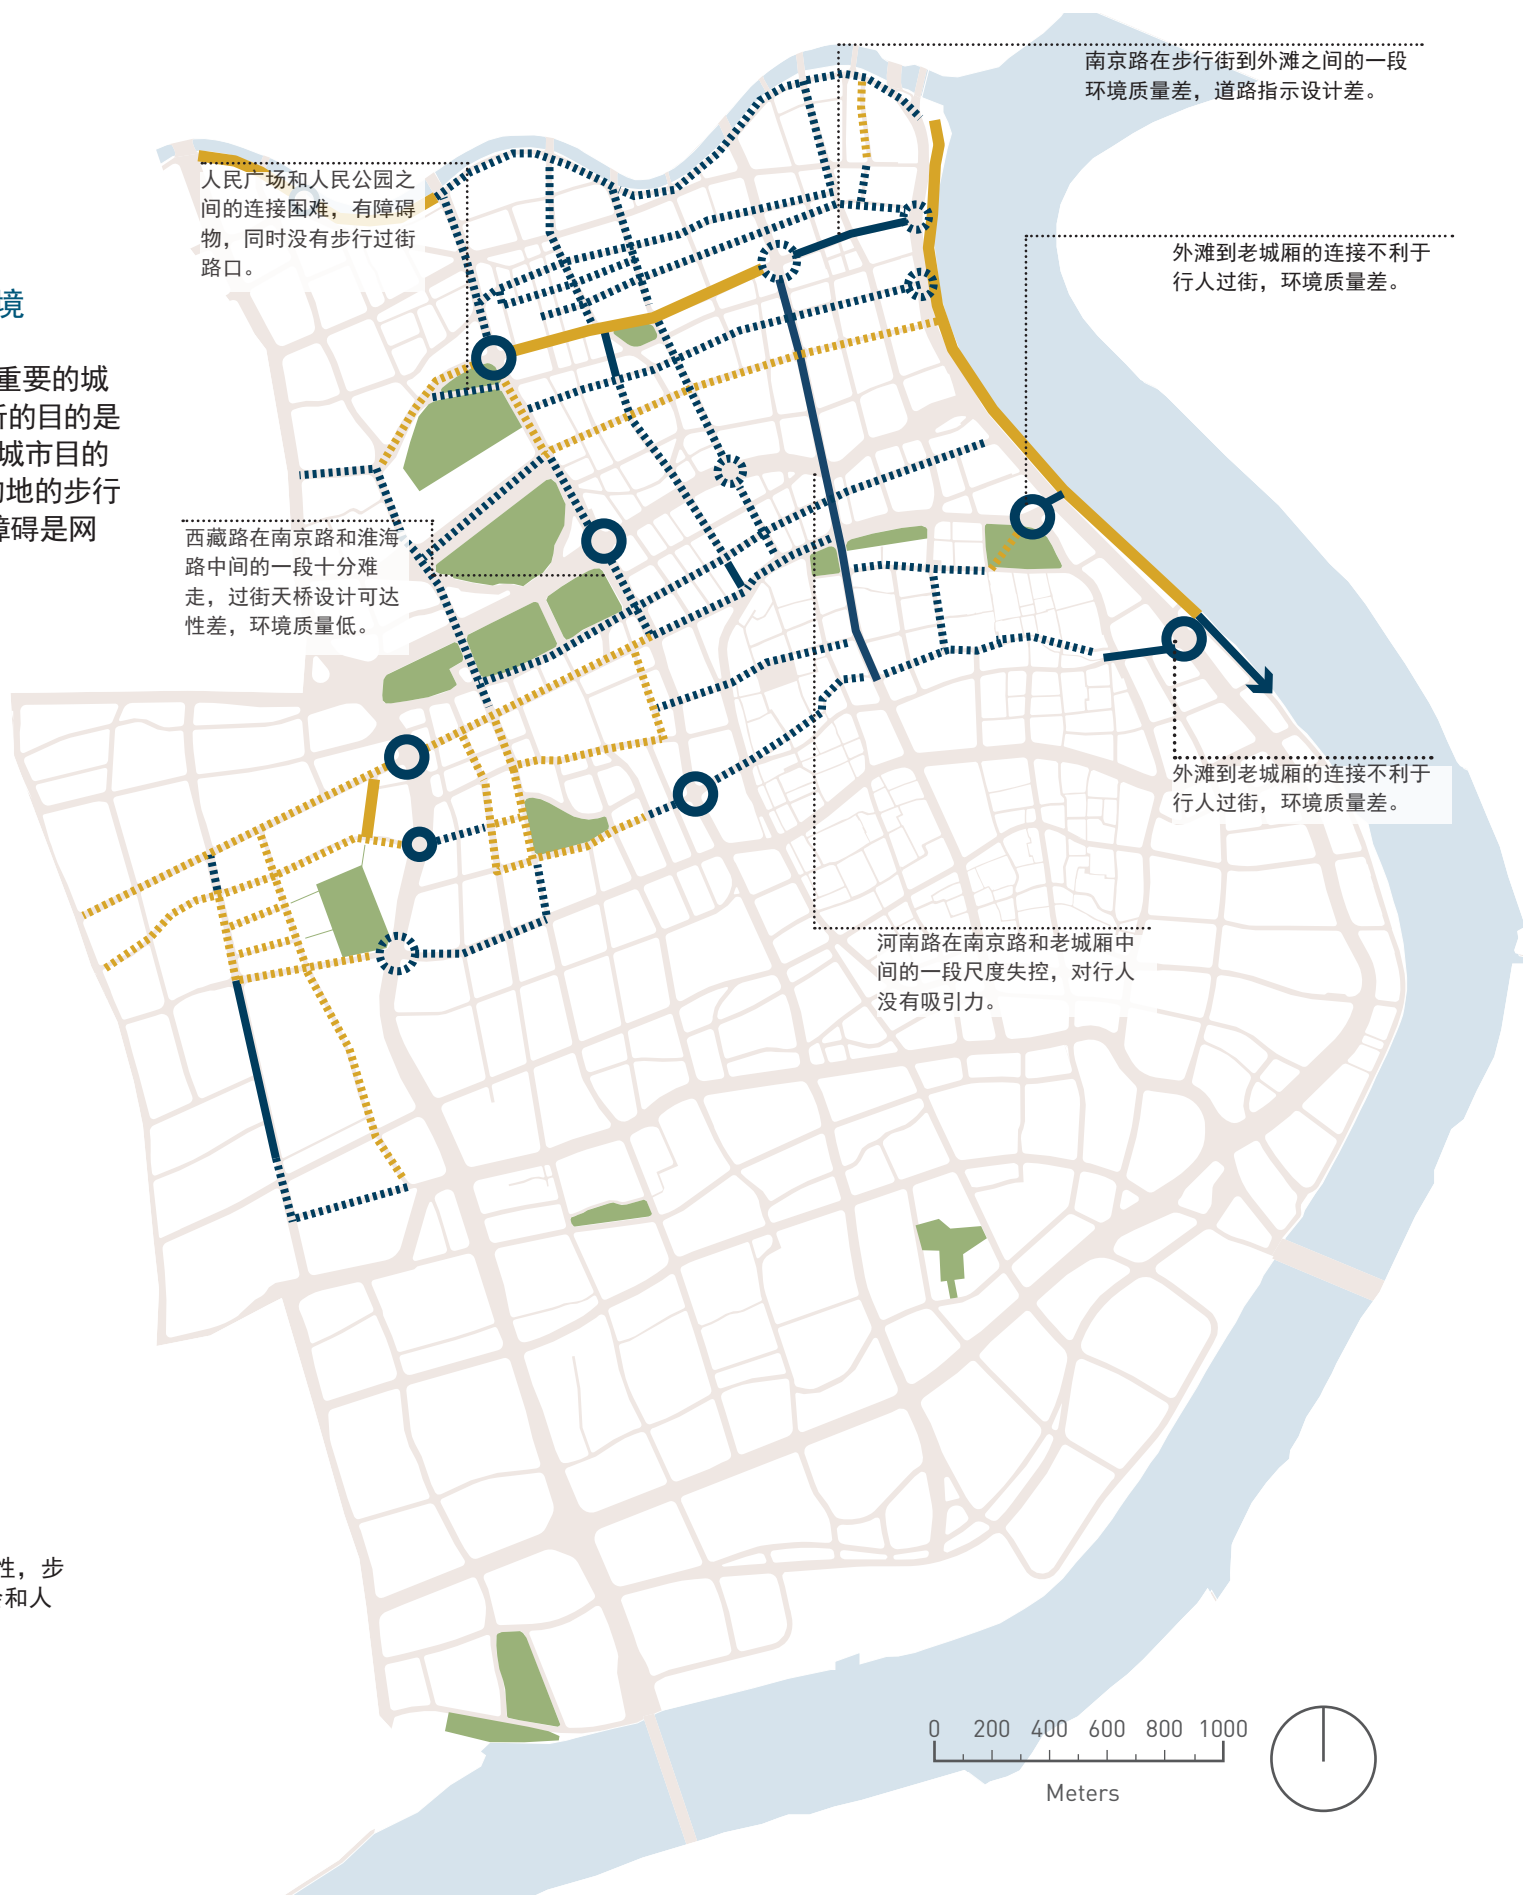 南京路在步行街到外滩之间的一段
环境质量差，道路指示设计差。
人民广场和人民公园之
间的连接困难，有障碍
物，同时没有步行过街
路口。
外滩到老城厢的连接不利于
行人过街，环境质量差。
境
重要的城
的目的是
城市目的
地的步行
碍是网
西藏路在南京路和淮海
路中间的一段十分难
走，过街天桥设计可达
性差，环境质量低。
外滩到老城厢的连接不利于
行人过街，环境质量差。
河南路在南京路和老城厢中
间的一段尺度失控，对行人
没有吸引力。
性，步
和人
0 200 400 600 800 1000
Meters